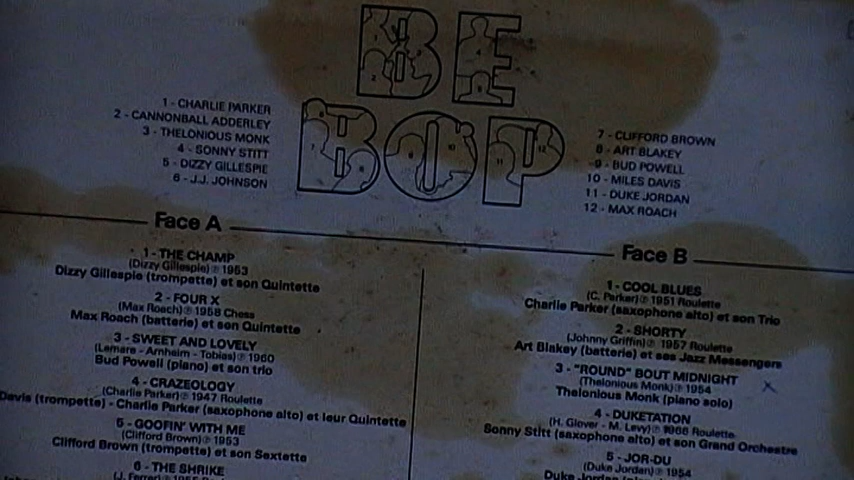 BE
BOP
1 - CHARLIE PARKER
2 - CANNONBALL ADDERLEY
3 - THELONIOUS MONK
4 - SONNY STITT
5 - DIZZY GILLESPIE
6 - J.J. JOHNSON
7 - CLIFFORD BROWN
8 - ART BLAKEY
9 - BUD POWELL
10 - MILES DAVIS
11 - DUKE JORDAN
12 - MAX ROACH
Face A
1 - THE CHAMP
(Dizzy Gillespie) ℗ 1953
Dizzy Gillespie (trompette) et son Quintette
2 - FOUR X
(Max Roach) ℗ 1958 Chess
Max Roach (batterie) et son Quintette
3 - SWEET AND LOVELY
(Lemare - Arnheim - Tobias) ℗ 1960
Bud Powell (piano) et son trio
4 - CRAZEOLOGY
(Charlie Parker) ℗ 1947 Roulette
Davis (trompette) - Charlie Parker (saxophone alto) et leur Quintette
5 - GOOFIN' WITH ME
(Clifford Brown) ℗ 1953
Clifford Brown (trompette) et son Sextette
6 - THE SHRIKE
Face B
1 - COOL BLUES
(C. Parker) ℗ 1951 Roulette
Charlie Parker (saxophone alto) et son Trio
2 - SHORTY
(Johnny Griffin) ℗ 1957 Roulette
Art Blakey (batterie) et ses Jazz Messengers
3 - "ROUND" BOUT MIDNIGHT
(Thelonious Monk) ℗ 1954
Thelonious Monk (piano solo)
4 - DUKETATION
(H. Glover - M. Levy) ℗ 1966 Roulette
Sonny Stitt (saxophone alto) et son Grand Orchestre
5 - JOR-DU
(Duke Jordan) ℗ 1954
Duke Jordan